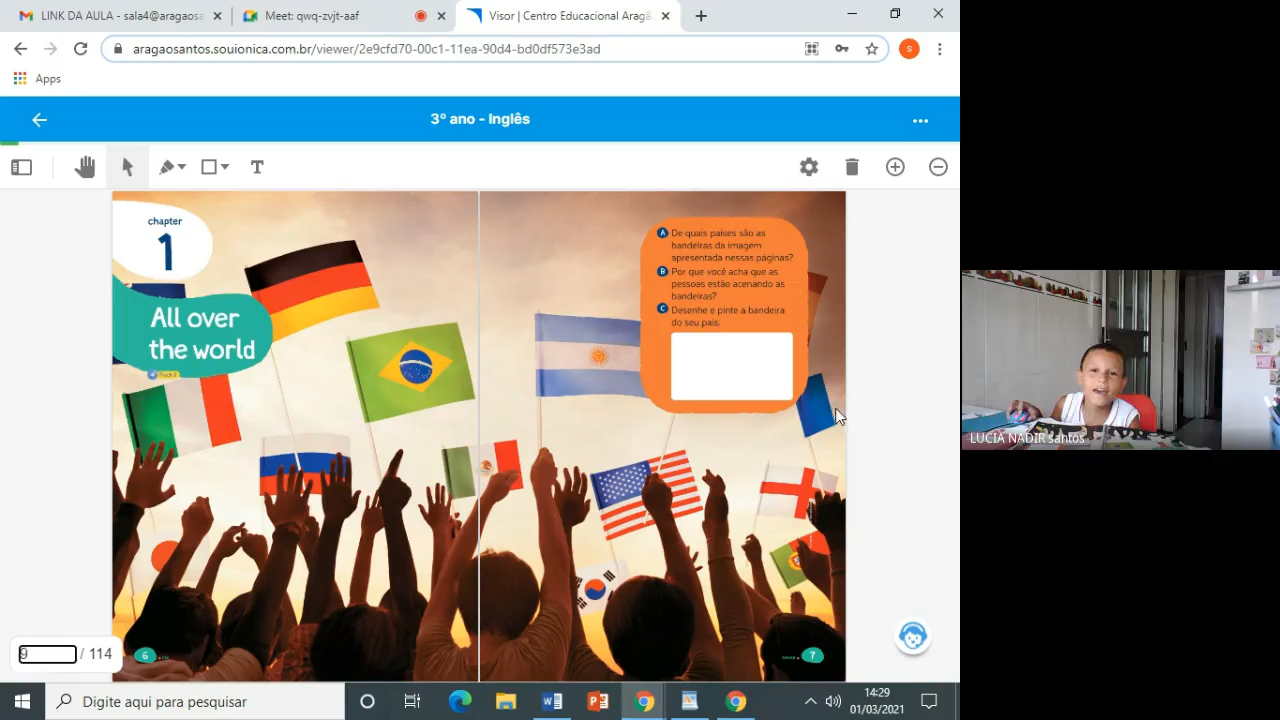 LINK DA AULA - sala4@aragaosa
Meet: qwq-zvjt-aaf
Visor | Centro Educacional Aragã
aragaosantos.souionica.com.br/viewer/2e9cfd70-00c1-11ea-90d4-bd0df573e3ad
S
Apps
3º ano - Inglês
T
chapter
1
All over
the world
A De quais países são as
bandeiras da imagem
apresentada nessas páginas?
B Por que você acha que as
pessoas estão acenando as
bandeiras?
C Desenhe e pinte a bandeira
do seu país.
LUCIA NADIR santos
9 / 114
6
7
Digite aqui para pesquisar
14:29
01/03/2021